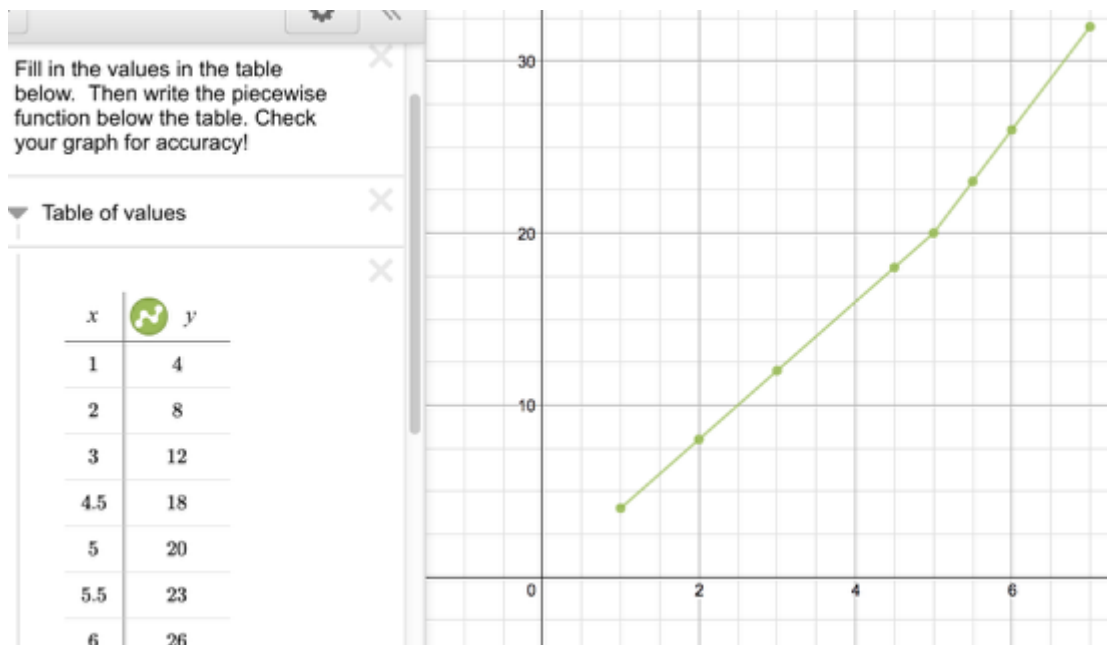 Fill in the values in the table
below. Then write the piecewise
function below the table. Check
your graph for accuracy!
Table of values
x y
1 4
2 8
3 12
4.5 18
5 20
5.5 23
6 26
30
20
10
0 2 4 6